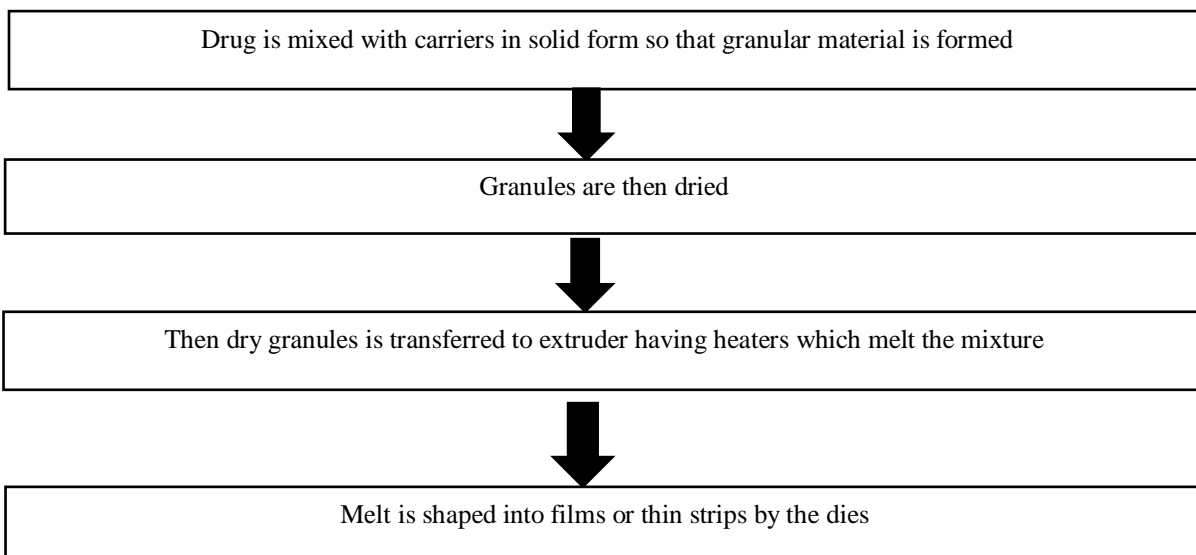 Drug is mixed with carriers in solid form so that granular material is formed
Granules are then dried
Then dry granules is transferred to extruder having heaters which melt the mixture
Melt is shaped into films or thin strips by the dies